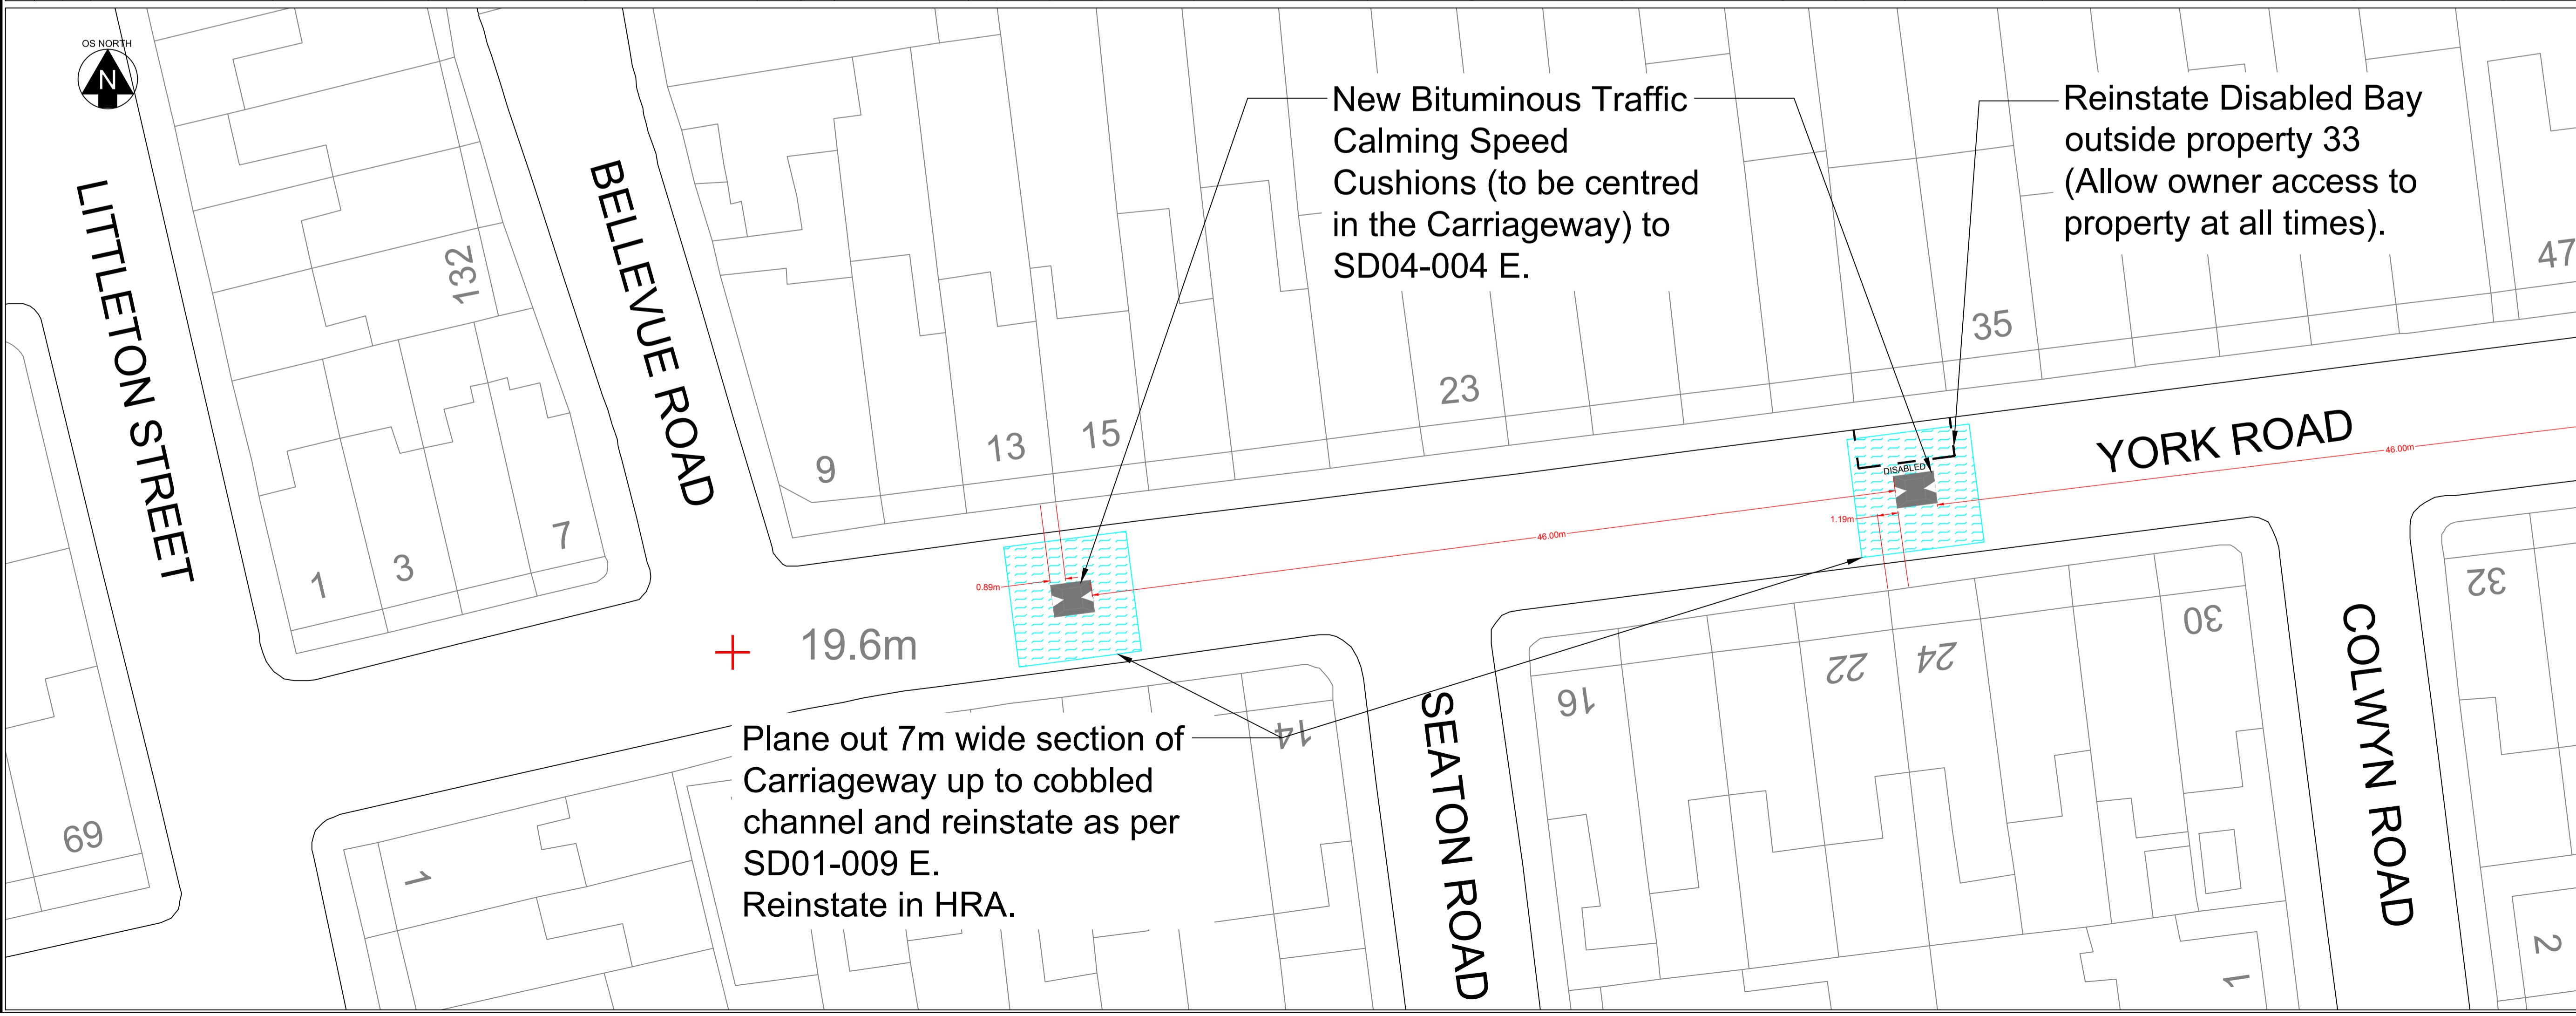 OS NORTH
N
LITTLETON STREET
BELLEVUE ROAD
132
New Bituminous Traffic
Calming Speed
Cushions (to be centred
in the Carriageway) to
SD04-004 E.
Reinstate Disabled Bay
outside property 33
(Allow owner access to
property at all times).
47
35
23
15
13
9
7
3
1
YORK ROAD
46.00m
DISABLED
46.00m
1.19m
0.89m
19.6m
32
30
24
22
16
14
Plane out 7m wide section of
Carriageway up to cobbled
channel and reinstate as per
SD01-009 E.
Reinstate in HRA.
SEATON ROAD
COLWYN ROAD
69
1
1
2